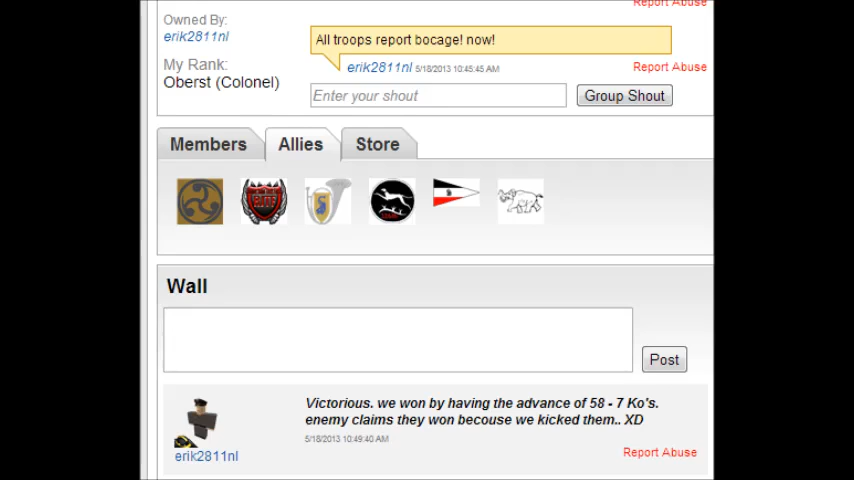 Report Abuse
Owned By:
erik2811nl
All troops report bocage! now!
My Rank:
erik2811nl 5/18/2013 10:45:45 AM
Report Abuse
Oberst (Colonel)
Enter your shout
Group Shout
Members
Allies
Store
Wall
Post
Victorious. we won by having the advance of 58 - 7 Ko's.
enemy claims they won becouse we kicked them.. XD
5/18/2013 10:49:40 AM
Report Abuse
erik2811nl